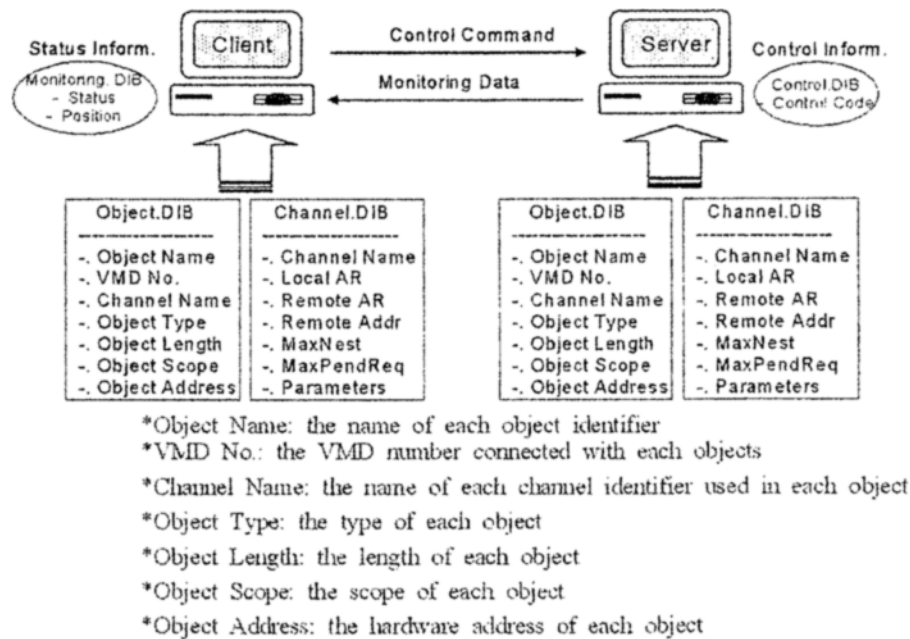 Status Inform.
Client
Control Command
Server
Control Inform.
Monitoring. DIB
- Status
- Position
Monitoring Data
Control.DIB
- Control Code
Object.DIB
-------------------
-. Object Name
-. VMD No.
-. Channel Name
-. Object Type
-. Object Length
-. Object Scope
-. Object Address
Channel.DIB
-------------------
-. Channel Name
-. Local AR
-. Remote AR
-. Remote Addr
-. MaxNest
-. MaxPendReq
-. Parameters
Object.DIB
-------------------
-. Object Name
-. VMD No.
-. Channel Name
-. Object Type
-. Object Length
-. Object Scope
-. Object Address
Channel.DIB
-------------------
-. Channel Name
-. Local AR
-. Remote AR
-. Remote Addr
-. MaxNest
-. MaxPendReq
-. Parameters
*Object Name: the name of each object identifier
*VMD No.: the VMD number connected with each objects
*Channel Name: the name of each channel identifier used in each object
*Object Type: the type of each object
*Object Length: the length of each object
*Object Scope: the scope of each object
*Object Address: the hardware address of each object